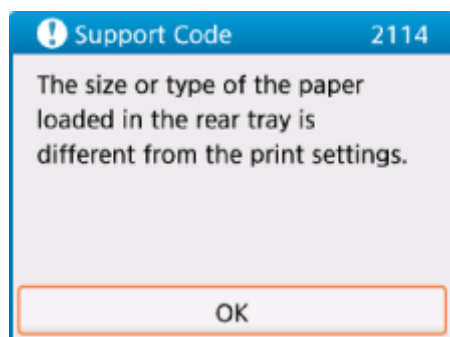 Support Code 2114
The size or type of the paper
loaded in the rear tray is
different from the print settings.
OK